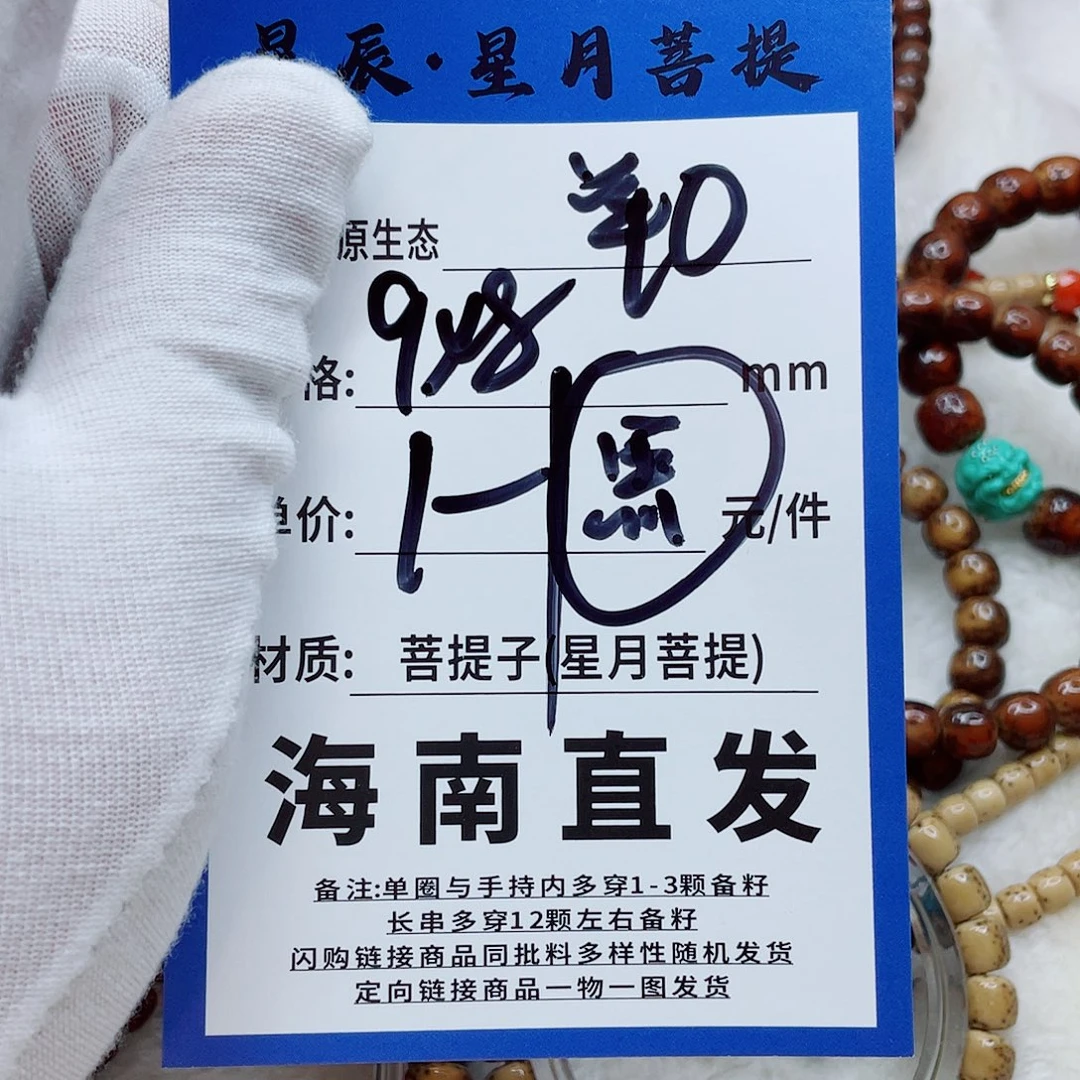 星辰·星月菩提
原生态
9x8 mm
格:
单价: 1 元/件
材质: 菩提子(星月菩提)
海南直发
备注:单圈与手持内多穿1-3颗备籽
长串多穿12颗左右备籽
闪购链接商品同批料多样性随机发货
定向链接商品一物一图发货